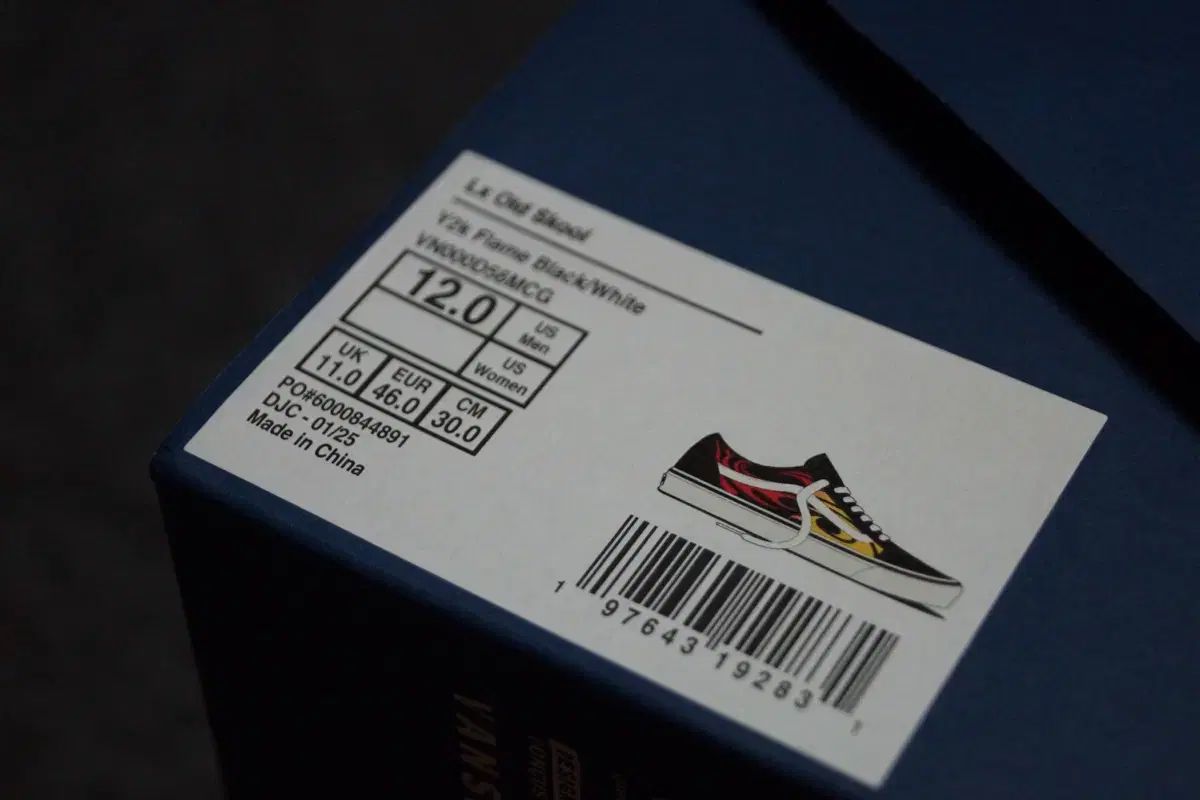 Lx Old Skool
Y2k Flame Black/White
VN000D56MCG
12.0
US
Men
US
Women
UK
11.0
EUR
46.0
CM
30.0
PO#6000844891
DJC - 01/25
Made in China
1 97643 19283 1
VANS